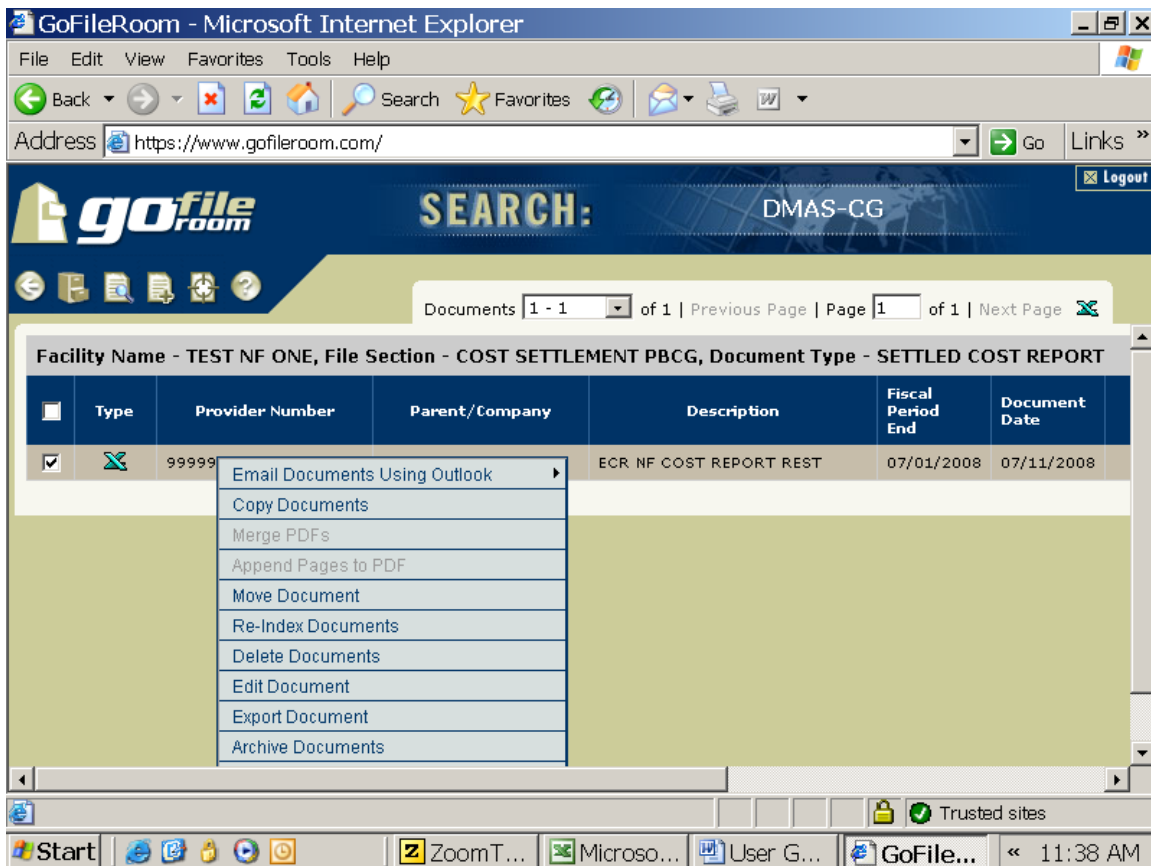 GoFileRoom - Microsoft Internet Explorer
File Edit View Favorites Tools Help
Back Search Favorites
Address https://www.gofileroom.com/ Go Links »
gofile room SEARCH: DMAS-CG Logout
Documents 1 - 1 of 1 | Previous Page | Page 1 of 1 | Next Page
Facility Name - TEST NF ONE, File Section - COST SETTLEMENT PBCG, Document Type - SETTLED COST REPORT
Type Provider Number Parent/Company Description Fiscal Period End Document Date
99999 ECR NF COST REPORT REST 07/01/2008 07/11/2008
Email Documents Using Outlook
Copy Documents
Merge PDFs
Append Pages to PDF
Move Document
Re-Index Documents
Delete Documents
Edit Document
Export Document
Archive Documents
Trusted sites
Start ZoomT... Microso... User G... GoFile... « 11:38 AM